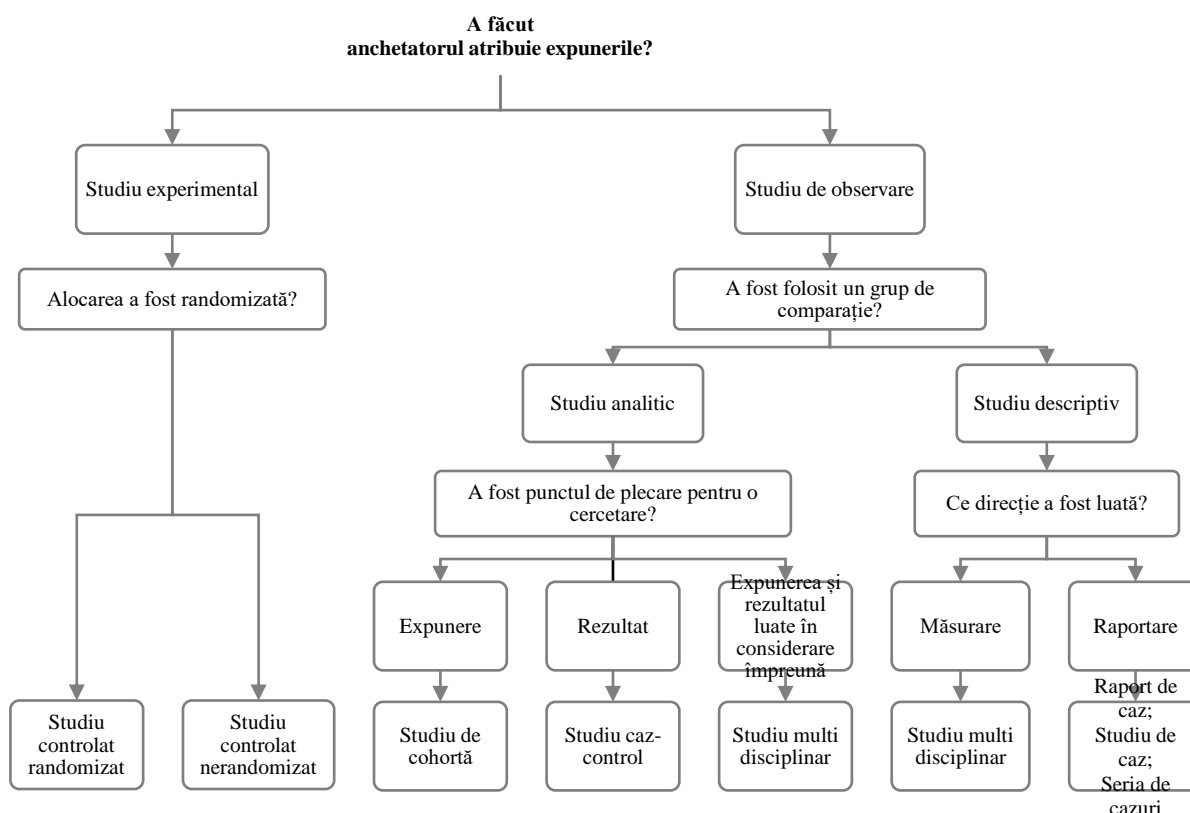 A făcut
anchetatorul atribuie expunerile?
Studiu experimental
Studiu de observare
Alocarea a fost randomizată?
A fost folosit un grup de
comparație?
Studiu analitic
Studiu descriptiv
A fost punctul de plecare pentru o
cercetare?
Ce direcție a fost luată?
Expunere
Rezultat
Expunerea și
rezultatul
luate în
considerare
împreună
Măsurare
Raportare
Studiu
controlat
randomizat
Studiu
controlat
nerandomizat
Studiu de
cohortă
Studiu caz-
control
Studiu multi
disciplinar
Studiu multi
disciplinar
Raport de
caz;
Studiu de
caz;
Seria de
cazuri